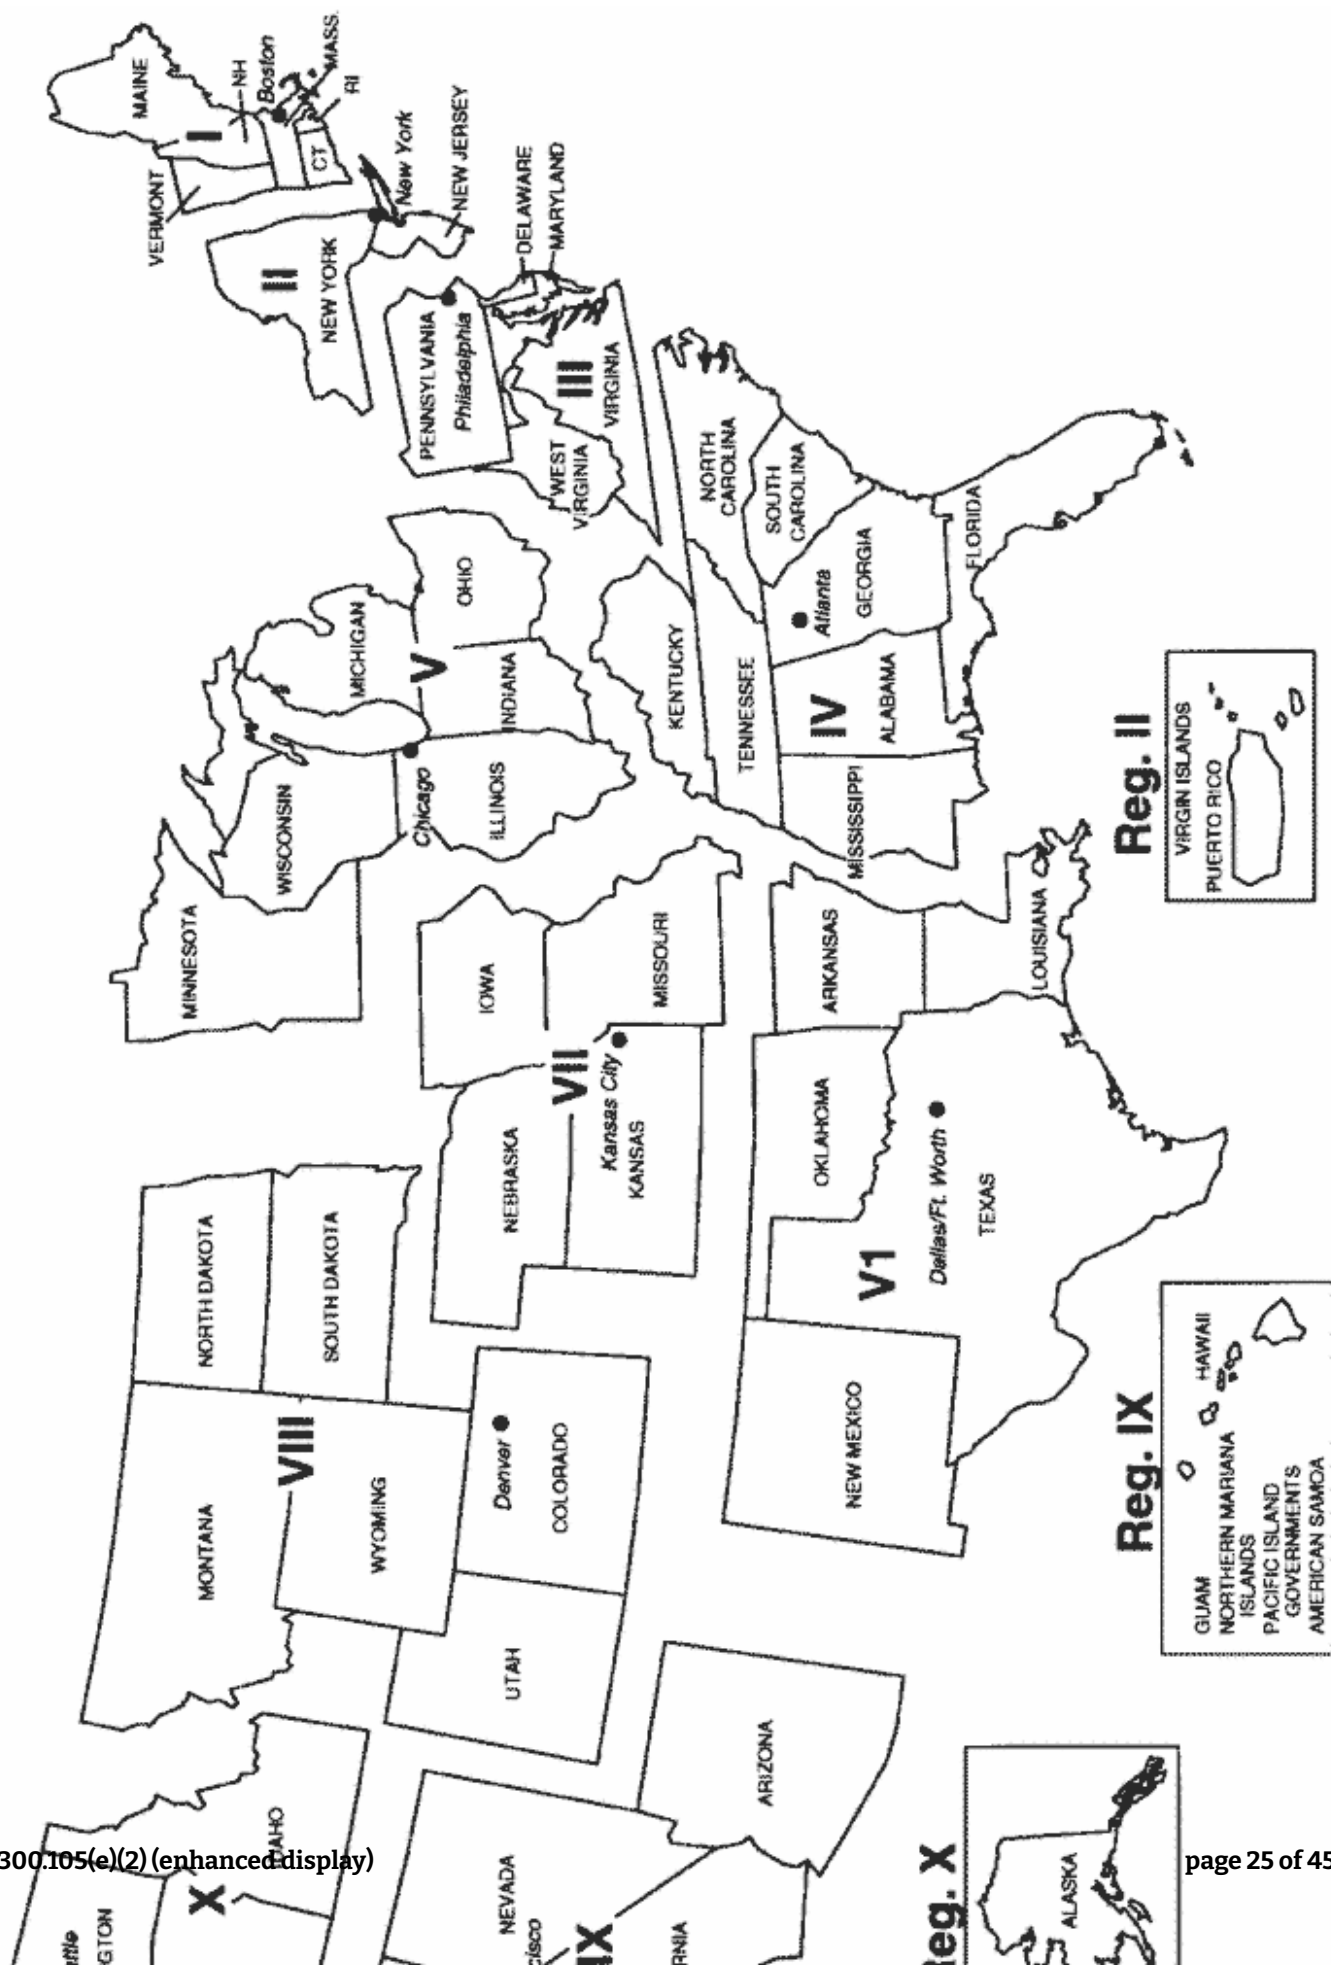 MAINE
NH
Boston
MASS.
RI
I
CT
VERMONT
New York
NEW JERSEY
II
NEW YORK
DELAWARE
MARYLAND
PENNSYLVANIA
Philadelphia
III
VIRGINIA
WEST
VIRGINIA
NORTH
CAROLINA
SOUTH
CAROLINA
OHIO
MICHIGAN
V
INDIANA
KENTUCKY
TENNESSEE
Atlanta
GEORGIA
FLORIDA
IV
ALABAMA
MISSISSIPPI
WISCONSIN
Chicago
ILLINOIS
MINNESOTA
IOWA
MISSOURI
ARKANSAS
LOUISIANA
Reg. II
VIRGIN ISLANDS
PUERTO RICO
VII
Kansas City
KANSAS
NEBRASKA
OKLAHOMA
V1
Dallas/Ft. Worth
TEXAS
NORTH DAKOTA
SOUTH DAKOTA
VIII
MONTANA
WYOMING
Denver
COLORADO
NEW MEXICO
UTAH
ARIZONA
Reg. IX
HAWAII
GUAM
NORTHERN MARIANA
ISLANDS
PACIFIC ISLAND
GOVERNMENTS
AMERICAN SAMOA
IDAHO
X
NEVADA
IX
ALASKA
300.105(e)(2) (enhanced display)
page 25 of 45